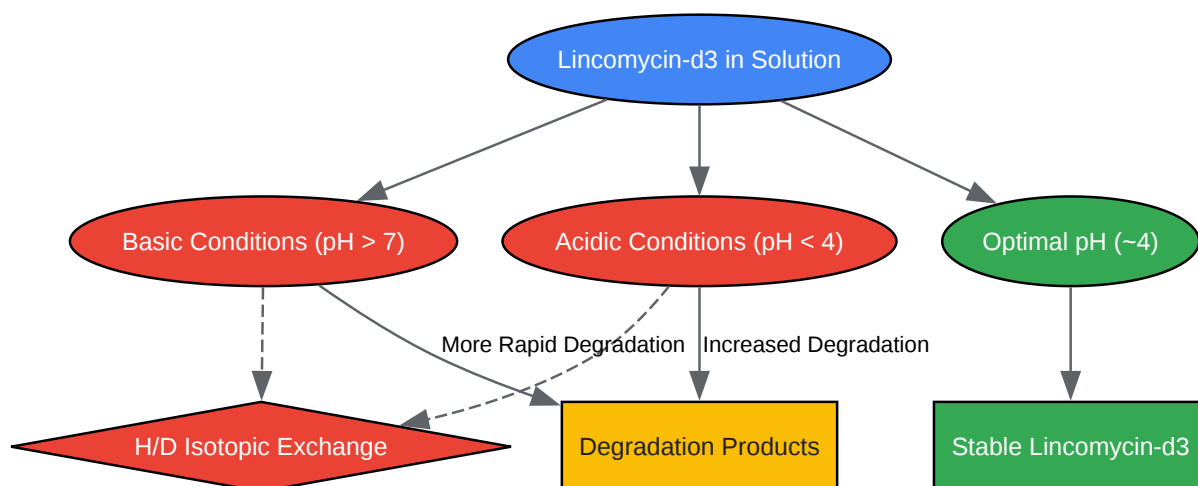 Lincomycin-d3 in Solution
Basic Conditions (pH > 7)
Acidic Conditions (pH < 4)
Optimal pH (~4)
More Rapid Degradation
Increased Degradation
H/D Isotopic Exchange
Degradation Products
Stable Lincomycin-d3